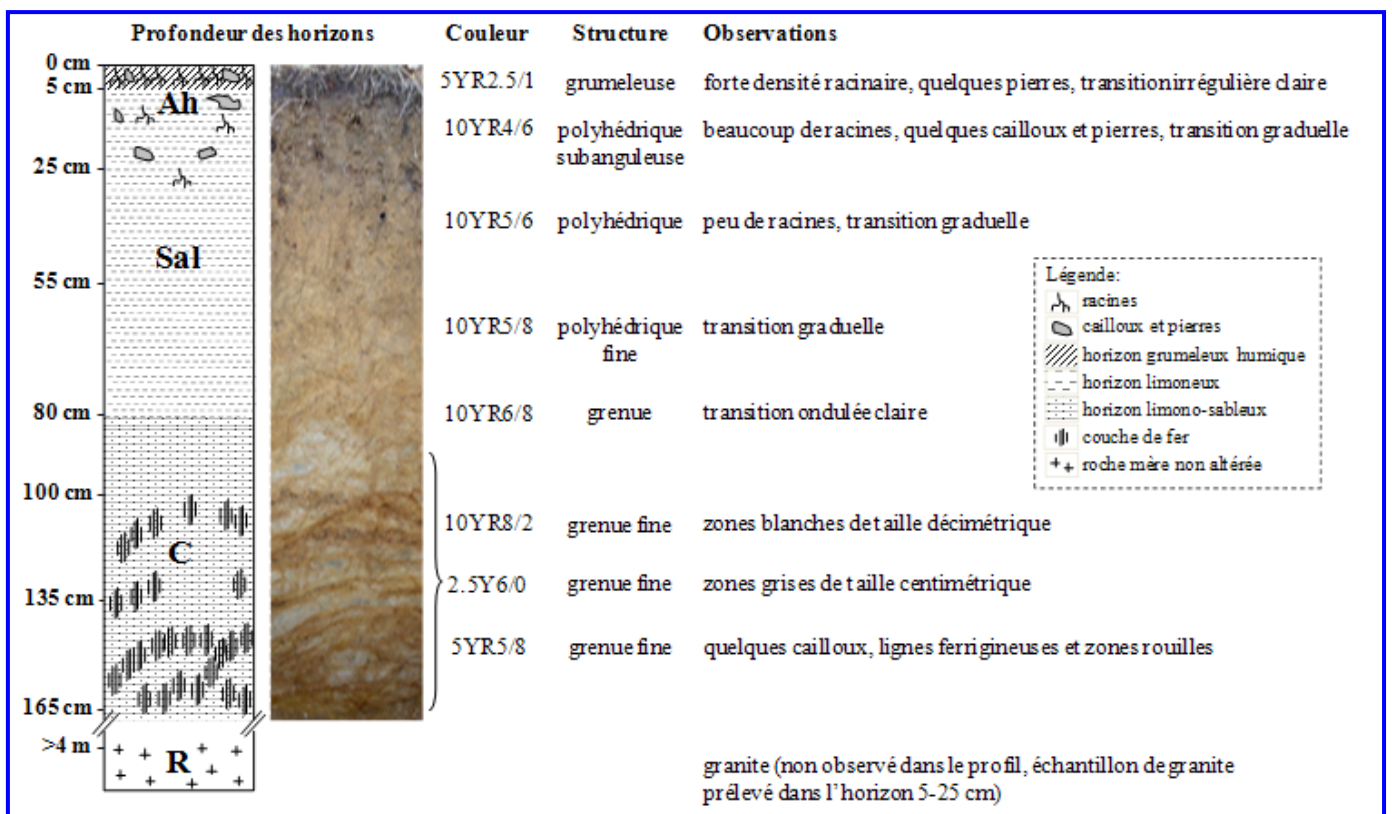 Profondeur des horizons Couleur Structure Observations
0 cm
5 cm
5YR2.5/1 grumeleuse forte densité racinaire, quelques pierres, transition irrégulière claire
Ah
10YR4/6 polyhédrique beaucoup de racines, quelques cailloux et pierres, transition graduelle
subanguleuse
25 cm
10YR5/6 polyhédrique peu de racines, transition graduelle
Sal
55 cm
10YR5/8 polyhédrique transition graduelle
fine
80 cm
10YR6/8 grenue transition ondulée claire
Légende:
racines
cailloux et pierres
horizon grumeleux humique
horizon limoneux
horizon limono-sableux
couche de fer
roche mère non altérée
100 cm
10YR8/2 grenue fine zones blanches de taille décimétrique
C
135 cm
2.5Y6/0 grenue fine zones grises de taille centimétrique
5YR5/8 grenue fine quelques cailloux, lignes ferrigineuses et zones rouilles
165 cm
>4 m
R
granite (non observé dans le profil, échantillon de granite
prélevé dans l'horizon 5-25 cm)